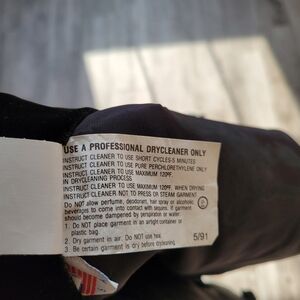 USE A PROFESSIONAL DRYCLEANER ONLY
INSTRUCT CLEANER TO USE SHORT CYCLES-5 MINUTES
INSTRUCT CLEANER TO USE PURE PERCHLORETHYLENE ONLY
INSTRUCT CLEANER TO USE MAXIMUM 120ºF.
IN DRYCLEANING PROCESS
INSTRUCT CLEANER TO USE MAXIMUM 120ºF. WHEN DRYING
INSTRUCT CLEANER NOT TO PRESS OR STEAM GARMENT
Do NOT allow perfume, deodorant, hair spray or alcoholic
beverages to come into contact with sequins. If garment
should become dampened by respiration or water:
1. Do NOT place garment in an airtight container or
plastic bag.
2. Dry garment in air. Do NOT use heat.
3. Be certain garment is dry before drycleaning.
5/91